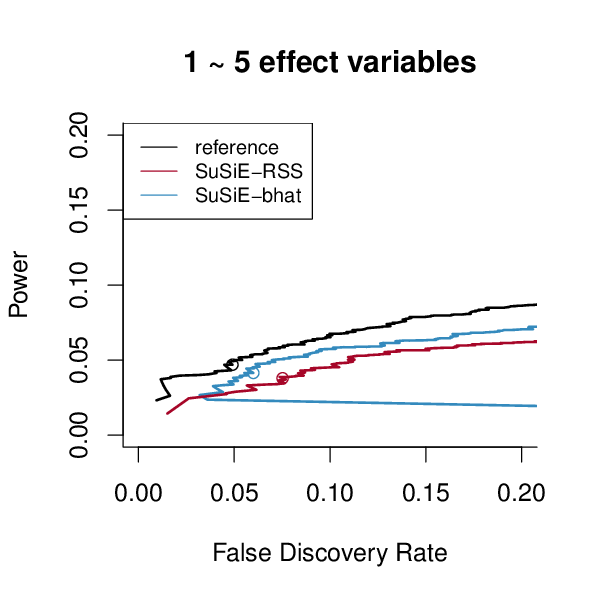 1 ~ 5 effect variables
reference
SuSiE−RSS
SuSiE−bhat
Power
0.20
0.15
0.10
0.05
0.00
0.00 0.05 0.10 0.15 0.20
False Discovery Rate